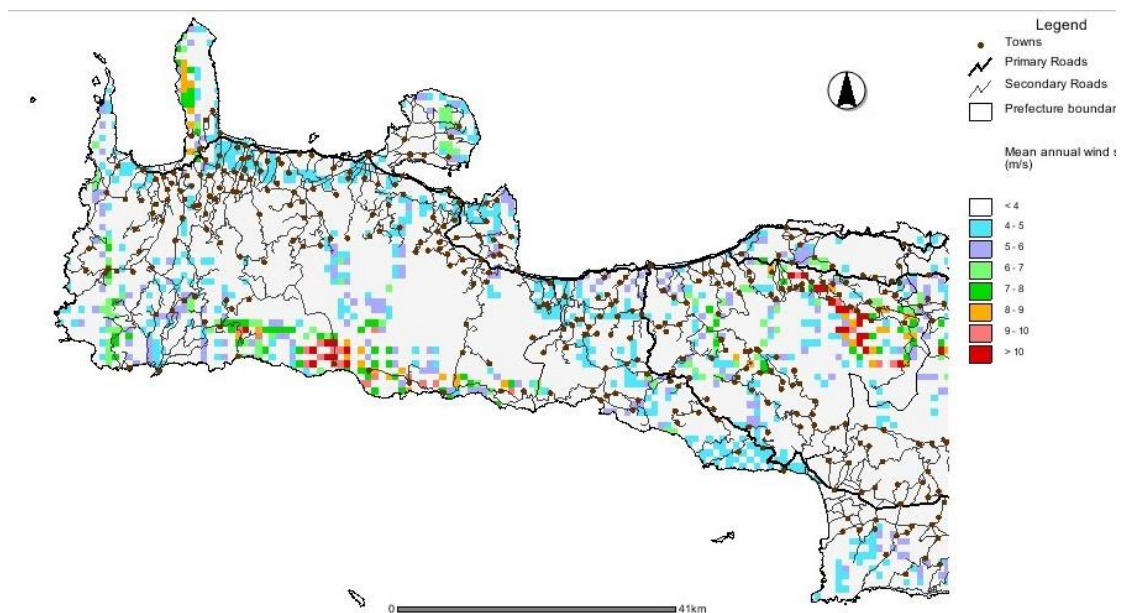 Legend
Towns
Primary Roads
Secondary Roads
Prefecture boundar
Mean annual wind s
(m/s)
< 4
4 - 5
5 - 6
6 - 7
7 - 8
8 - 9
9 - 10
> 10
0
41km